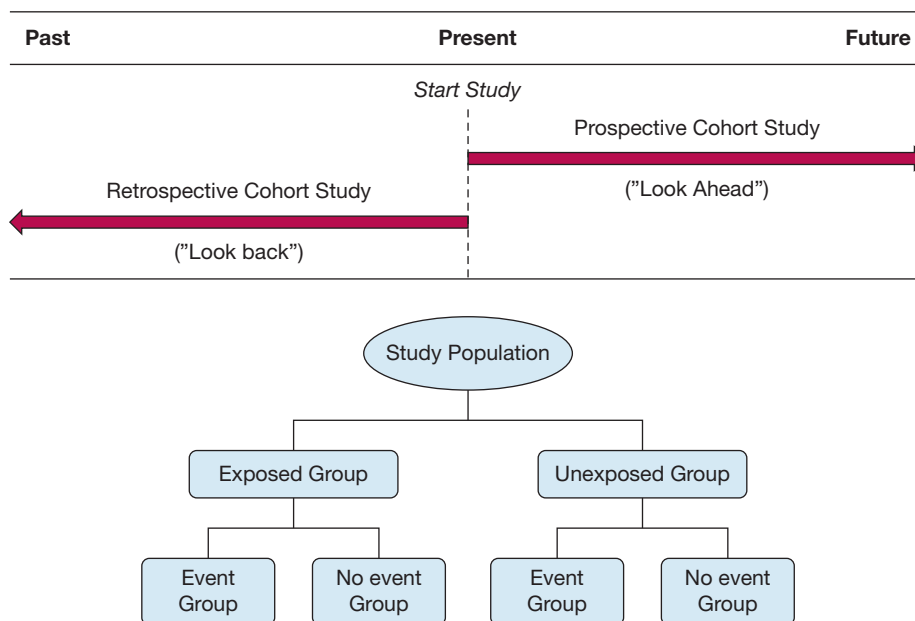 Past Present Future
Start Study
Prospective Cohort Study
Retrospective Cohort Study
(”Look Ahead”)
(”Look back”)
Study Population
Exposed Group Unexposed Group
Event No event Event No event
Group Group Group Group